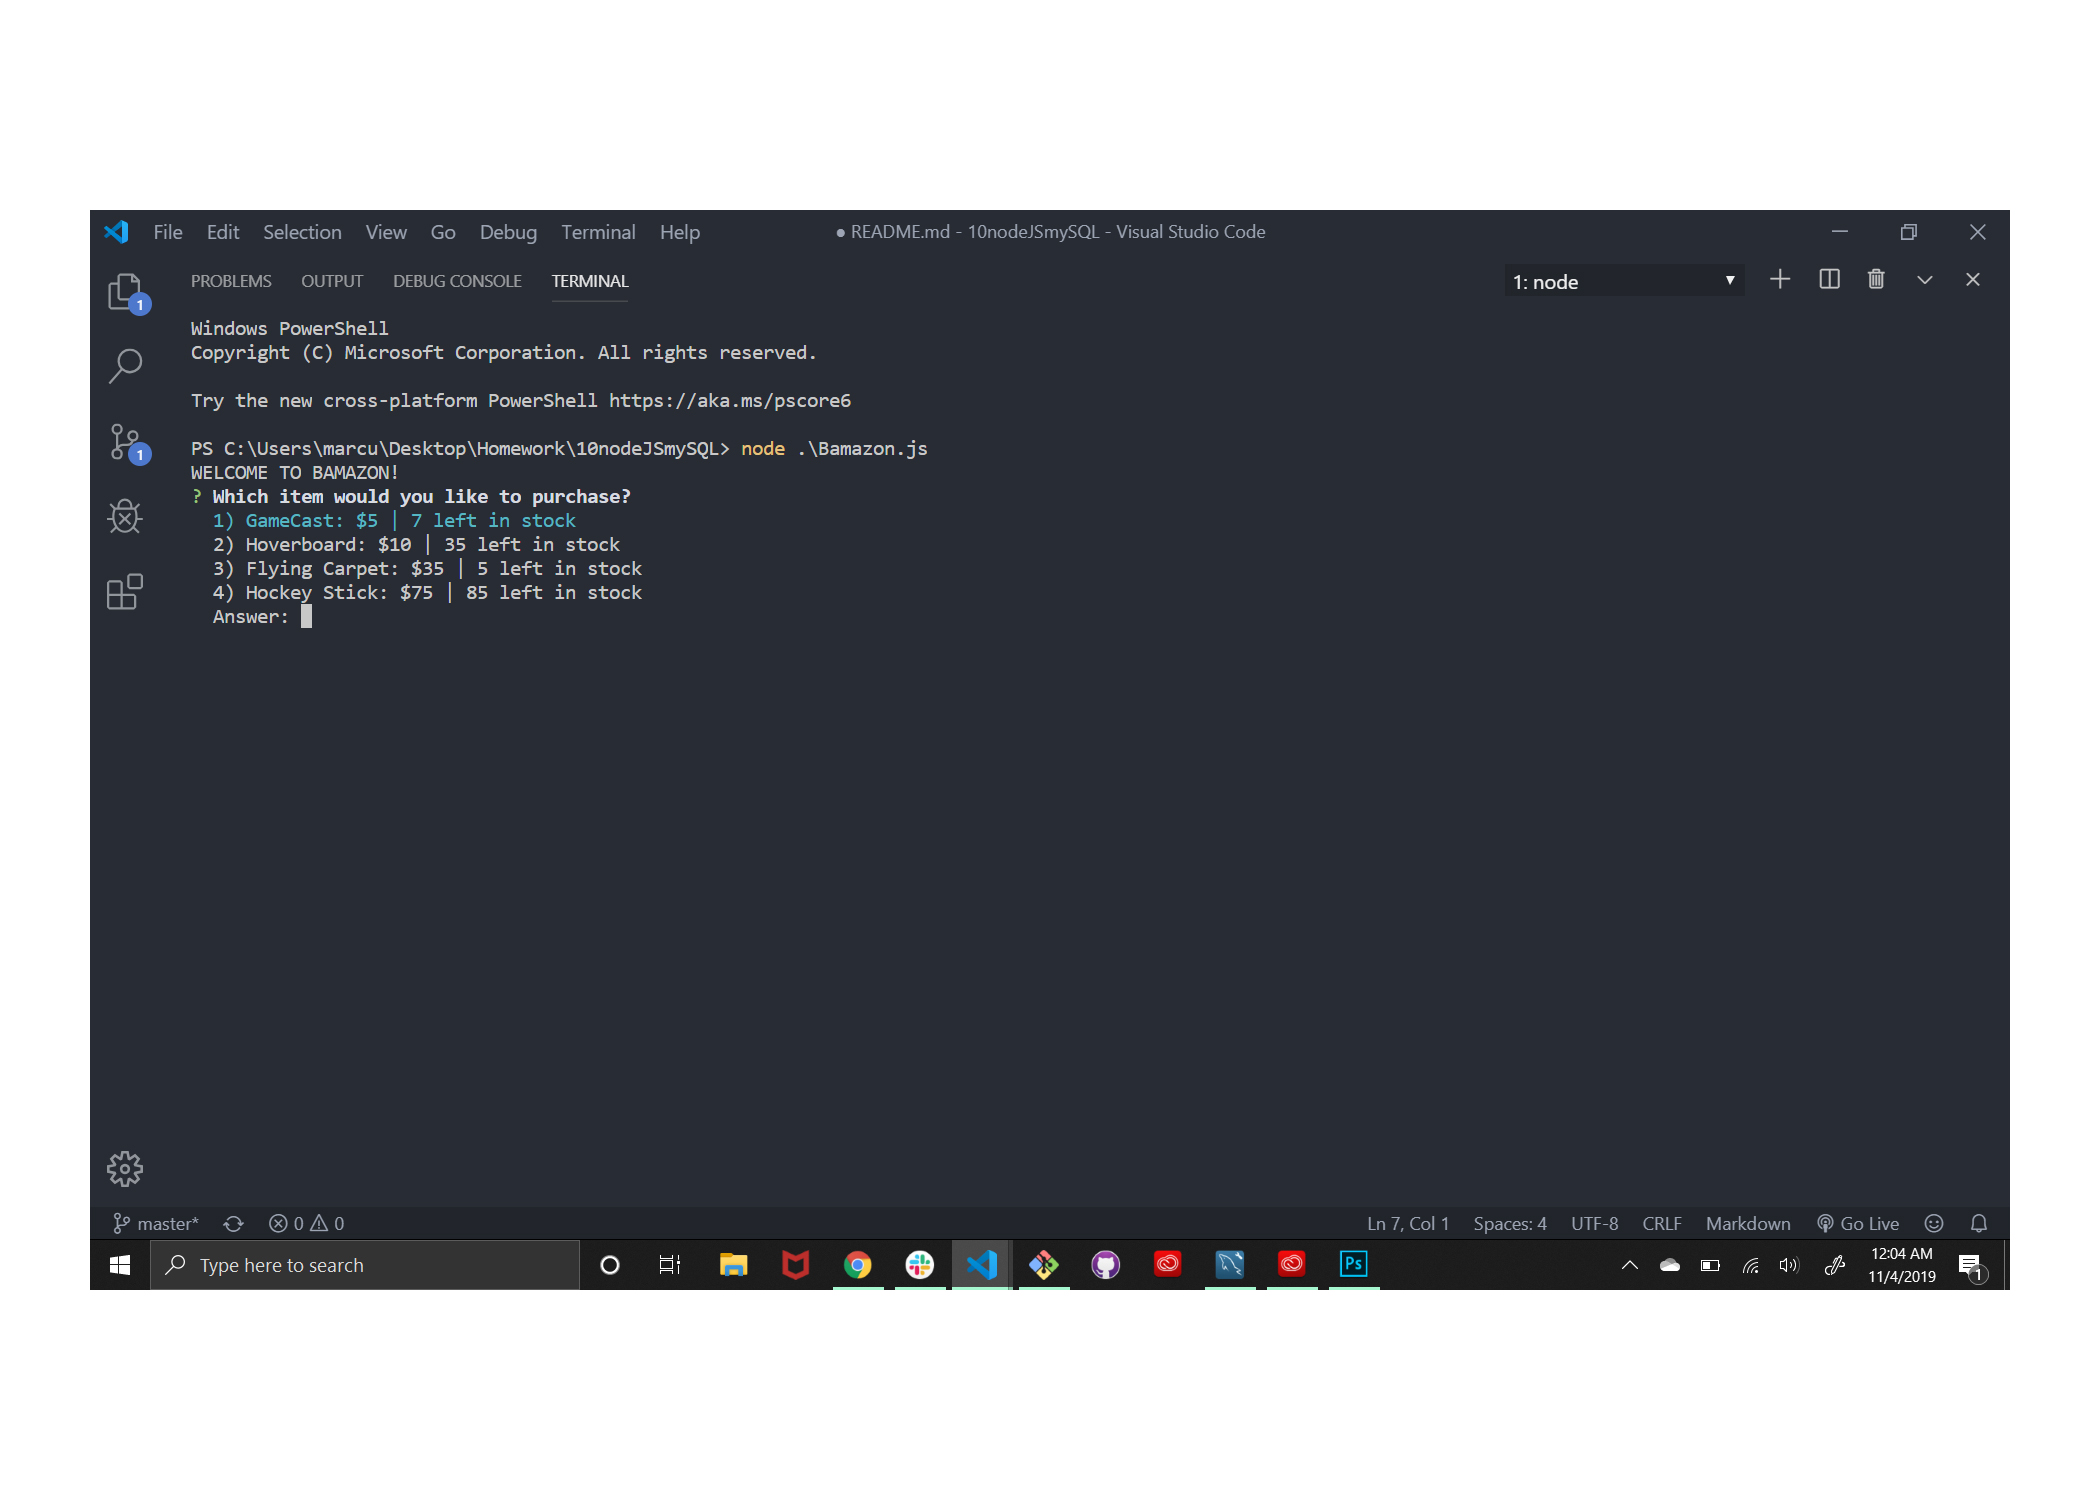 File Edit Selection View Go Debug Terminal Help
● README.md - 10nodeJSmySQL - Visual Studio Code
PROBLEMS OUTPUT DEBUG CONSOLE TERMINAL
1: node
1
1
Windows PowerShell
Copyright (C) Microsoft Corporation. All rights reserved.
Try the new cross-platform PowerShell https://aka.ms/pscore6
PS C:\Users\marcu\Desktop\Homework\10nodeJSmySQL> node .\Bamazon.js
WELCOME TO BAMAZON!
? Which item would you like to purchase?
1) GameCast: $5 | 7 left in stock
2) Hoverboard: $10 | 35 left in stock
3) Flying Carpet: $35 | 5 left in stock
4) Hockey Stick: $75 | 85 left in stock
Answer:
master* 0 0
Ln 7, Col 1 Spaces: 4 UTF-8 CRLF Markdown Go Live
Type here to search
Ps
12:04 AM
11/4/2019
1